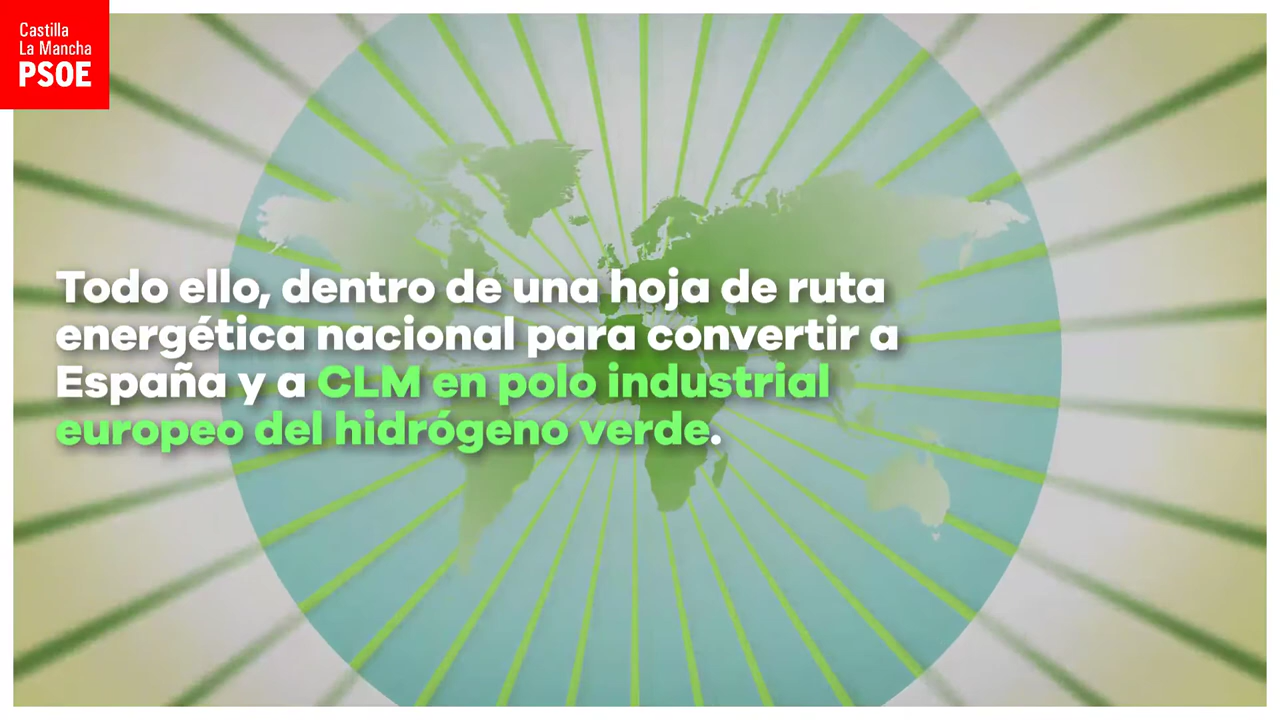 Castilla
La Mancha
PSOE
Todo ello, dentro de una hoja de ruta
energética nacional para convertir a
España y a CLM en polo industrial
europeo del hidrógeno verde.